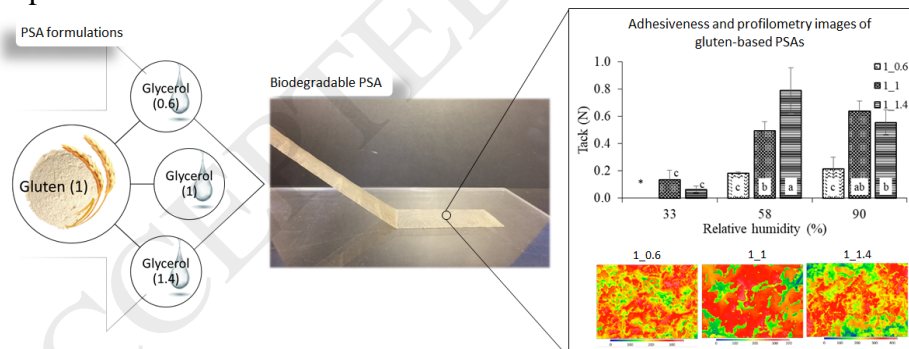 PSA formulations
Glycerol
(0.6)
Gluten (1)
Glycerol
(1)
Glycerol
(1.4)
Biodegradable PSA
Adhesiveness and profilometry images of
gluten-based PSAs
1_0.6
1_1
1_1.4
Tack (N)
1.0
0.8
0.6
0.4
0.2
0.0
* c c
c b a
c ab b
33 58 90
Relative humidity (%)
1_0.6 1_1 1_1.4